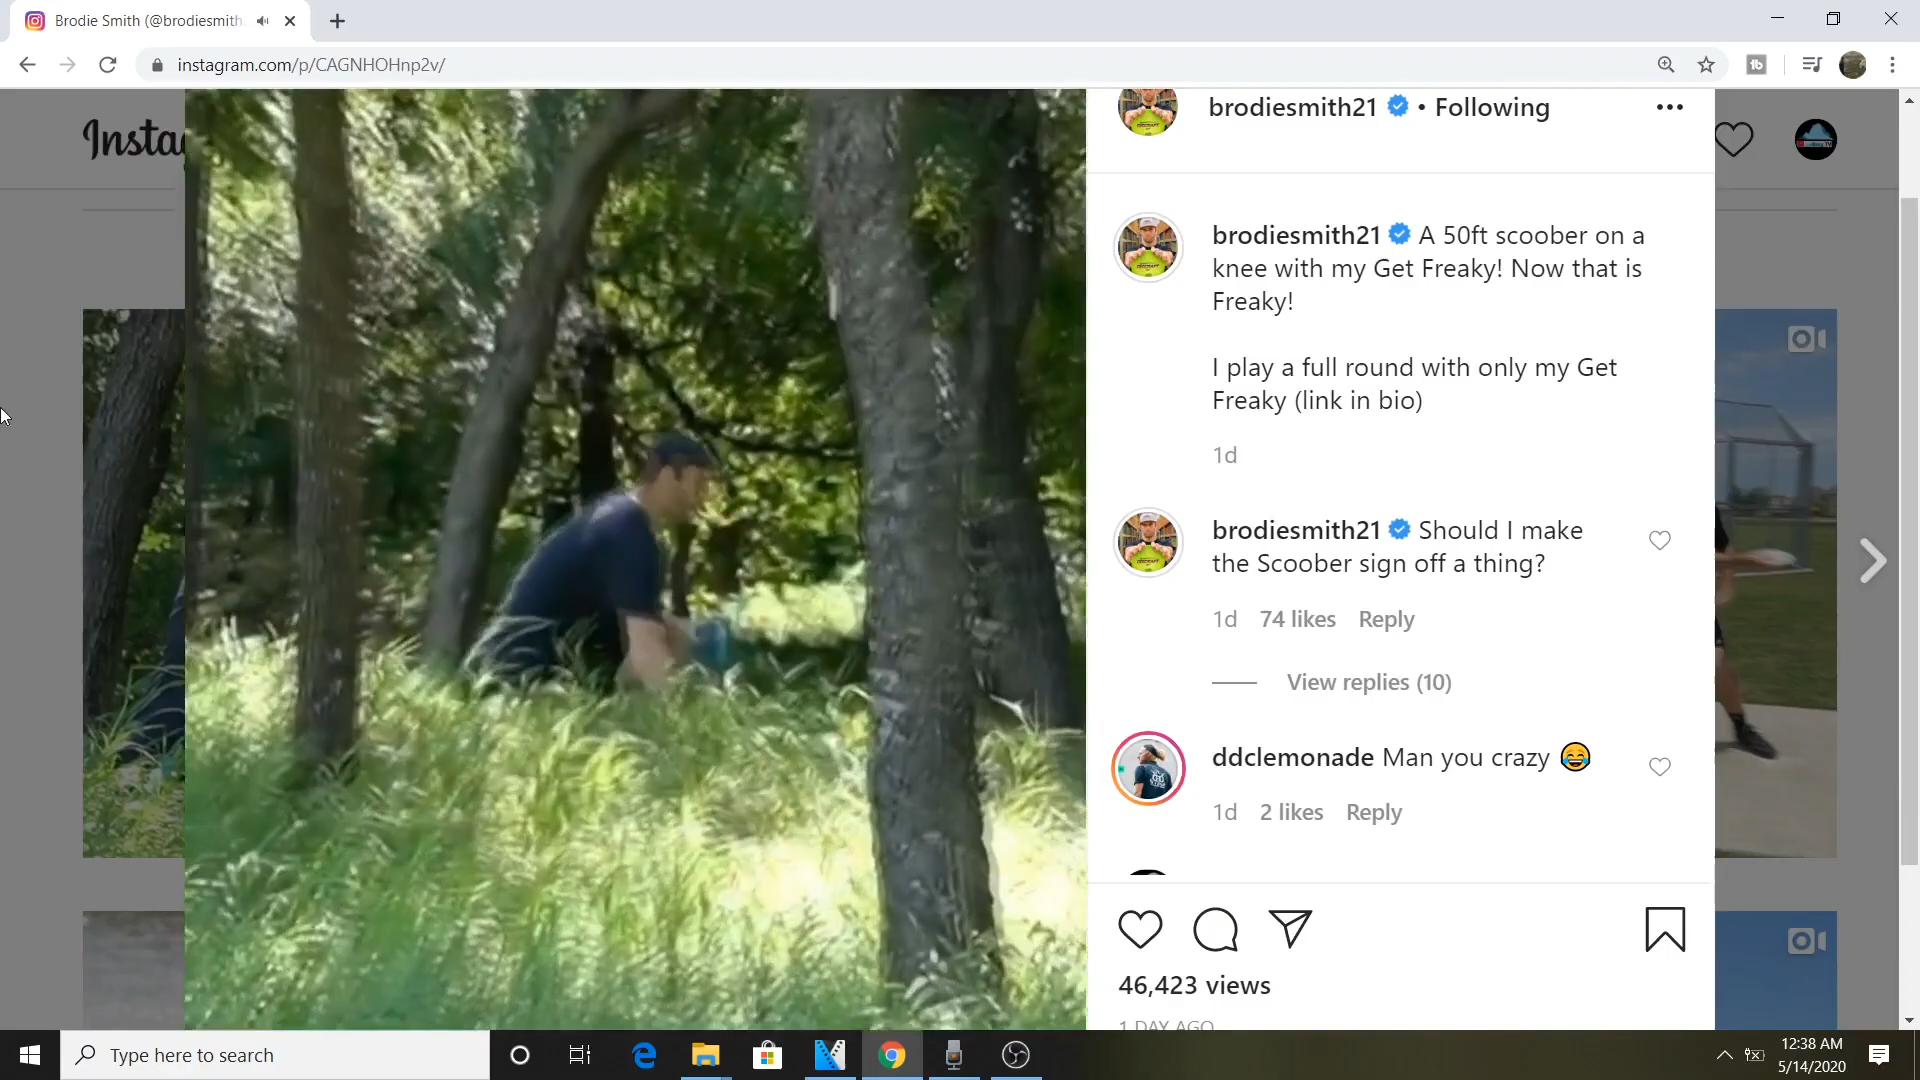 Brodie Smith (@brodiesmith
instagram.com/p/CAGNHOHnp2v/
Insta
brodiesmith21 • Following
brodiesmith21 A 50ft scoober on a
knee with my Get Freaky! Now that is
Freaky!
I play a full round with only my Get
Freaky (link in bio)
1d
brodiesmith21 Should I make
the Scoober sign off a thing?
1d 74 likes Reply
View replies (10)
ddclemonade Man you crazy 😂
1d 2 likes Reply
46,423 views
1 DAY AGO
Type here to search
12:38 AM
5/14/2020